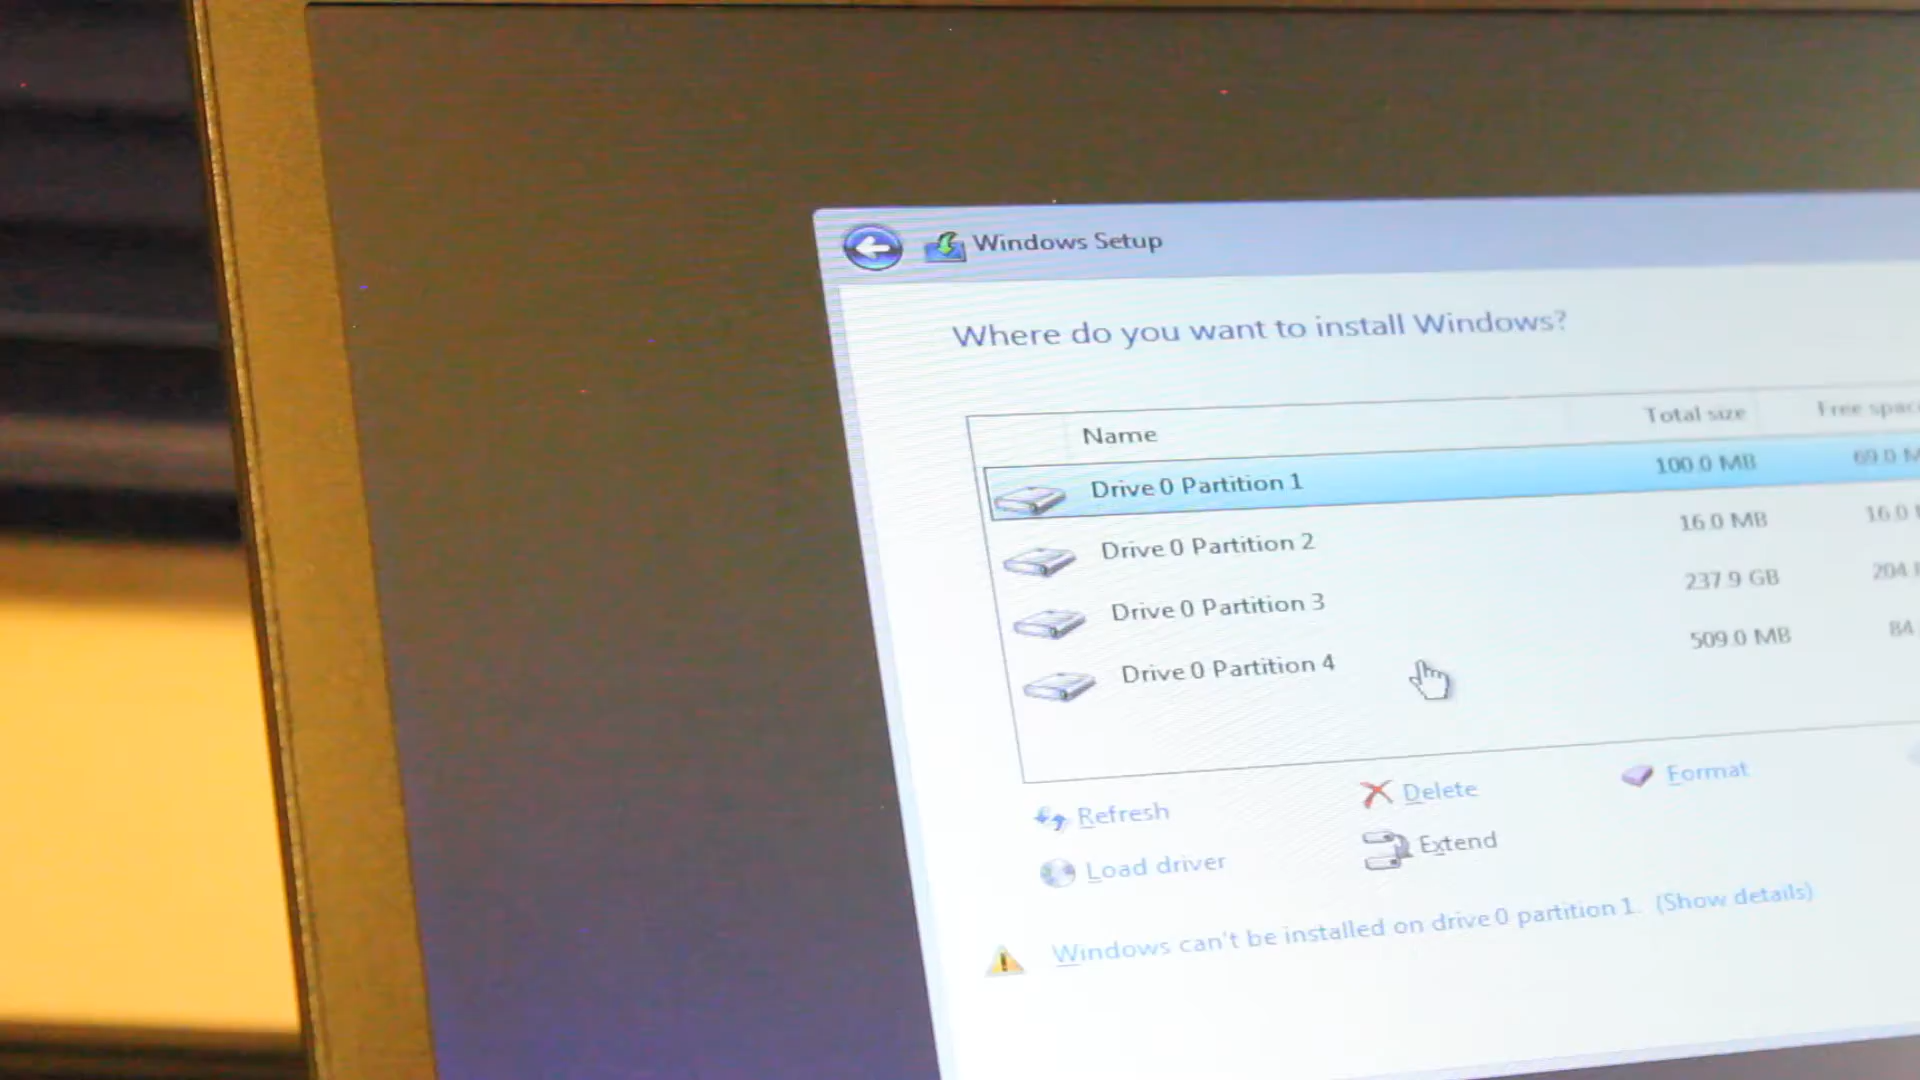 Windows Setup
Where do you want to install Windows?
Name Total size Free space
Drive 0 Partition 1 100.0 MB 69.0 M
Drive 0 Partition 2 16.0 MB 16.0
Drive 0 Partition 3 237.9 GB 204.
Drive 0 Partition 4 509.0 MB 84
Refresh Delete Format
Load driver Extend
Windows can't be installed on drive 0 partition 1. (Show details)